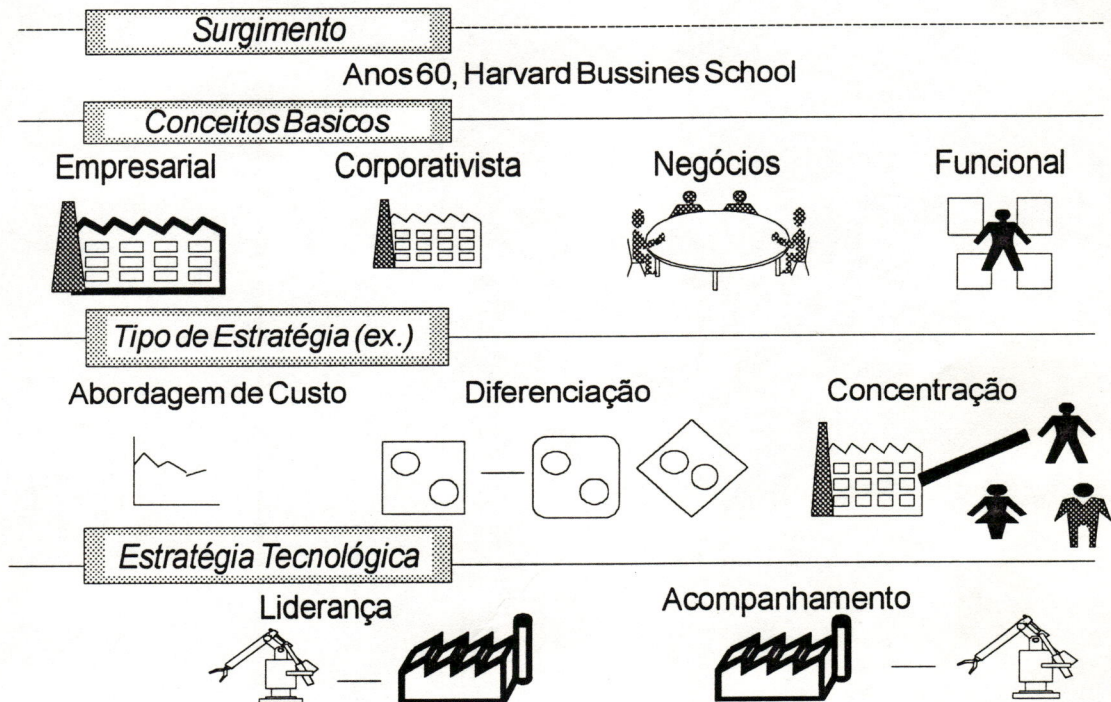 Surgimento
Anos 60, Harvard Bussines School
Conceitos Basicos
Empresarial Corporativista Negócios Funcional
Tipo de Estratégia (ex.)
Abordagem de Custo Diferenciação Concentração
Estratégia Tecnológica
Liderança Acompanhamento